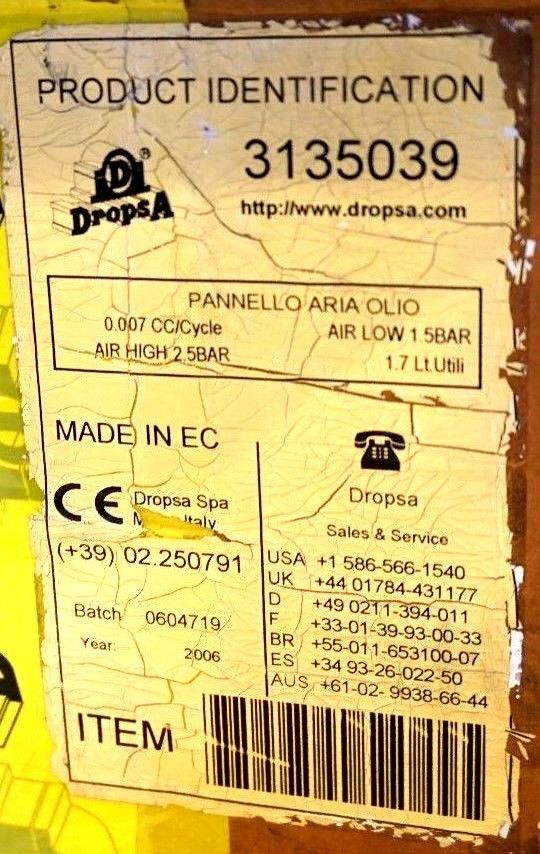 PRODUCT IDENTIFICATION
D®
DropsA
3135039
http://www.dropsa.com
PANNELLO ARIA OLIO
0.007 CC/Cycle AIR LOW 1.5BAR
AIR HIGH 2.5BAR 1.7 Lt.Utili
MADE IN EC
CE Dropsa Spa
Italy
(+39) 02.250791
Batch 0604719
Year: 2006
Dropsa
Sales & Service
USA +1 586-566-1540
UK +44 01784-431177
D +49 0211-394-011
F +33-01-39-93-00-33
BR +55-011-653100-07
ES +34 93-26-022-50
AUS +61-02- 9938-66-44
ITEM